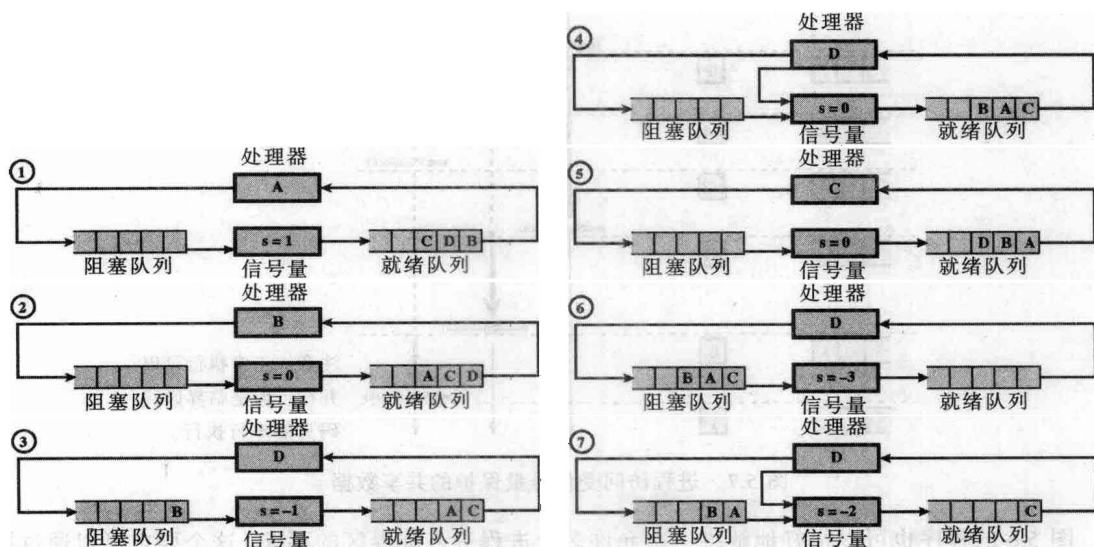 ①
处理器
A
s=1
C D B
阻塞队列
信号量
就绪队列
②
处理器
B
s=0
A C D
阻塞队列
信号量
就绪队列
③
处理器
D
B
s=-1
A C
阻塞队列
信号量
就绪队列
④
处理器
D
s=0
B A C
阻塞队列
信号量
就绪队列
⑤
处理器
C
s=0
D B A
阻塞队列
信号量
就绪队列
⑥
处理器
D
B A C
s=-3
阻塞队列
信号量
就绪队列
⑦
处理器
D
B A
s=-2
C
阻塞队列
信号量
就绪队列